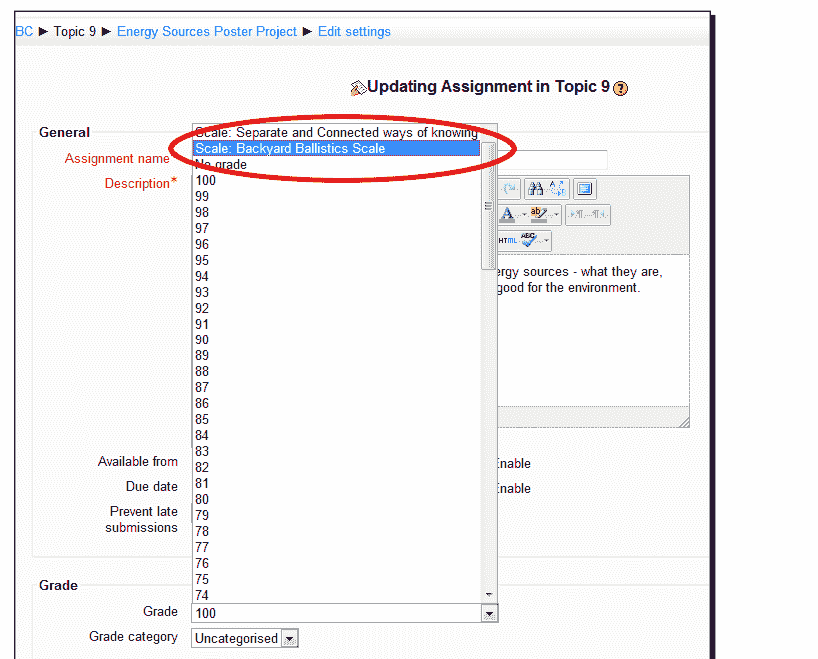 BC ► Topic 9 ► Energy Sources Poster Project ► Edit settings
Updating Assignment in Topic 9
General
Scale: Separate and Connected ways of knowing
Scale: Backyard Ballistics Scale
Assignment name
No grade
Description*
100
99
98
97
96
95
94
93
92
91
90
89
88
87
86
85
84
83
82
81
80
79
78
77
76
75
74
HTML ABC
ergy sources - what they are,
good for the environment.
Available from
Enable
Due date
Enable
Prevent late
submissions
Grade
Grade 100
Grade category Uncategorised